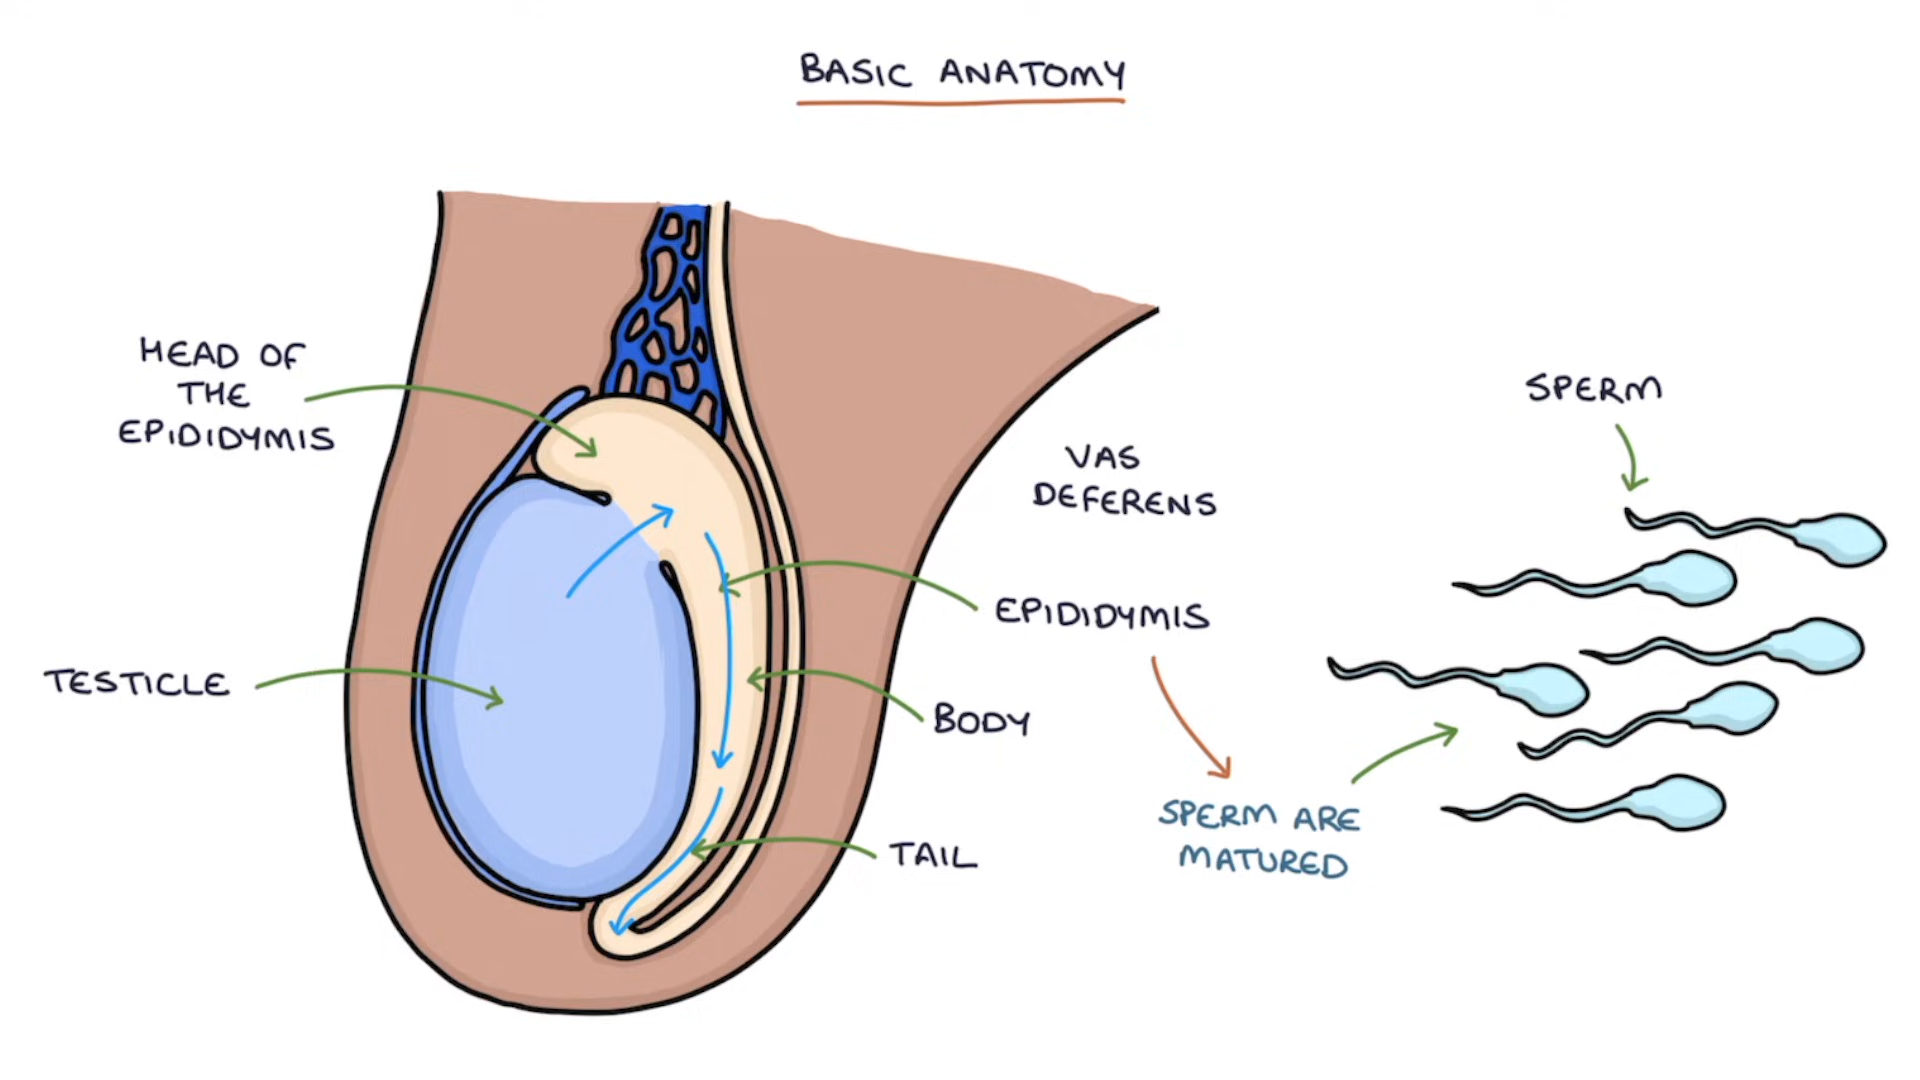 BASIC ANATOMY
HEAD OF
THE
EPIDIDYMIS
TESTICLE
VAS
DEFERENS
EPIDIDYMIS
BODY
TAIL
SPERM
SPERM ARE
MATURED